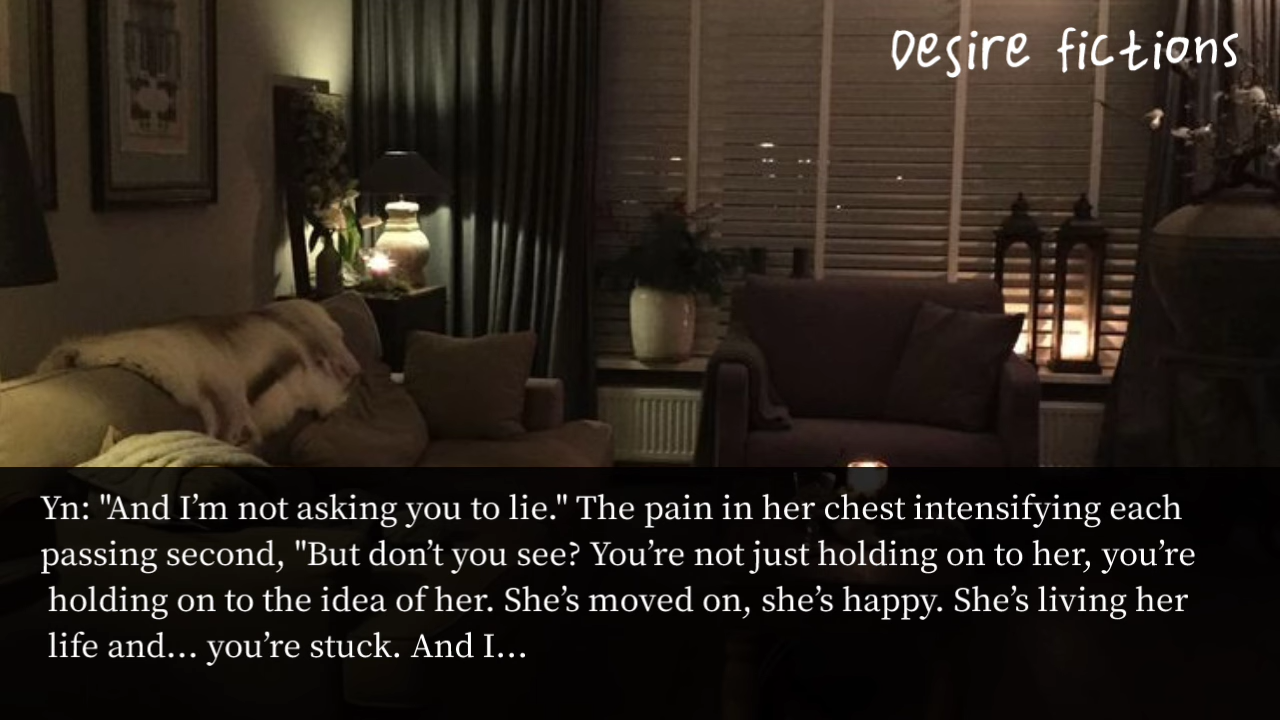 Desire fictions
Yn: "And I’m not asking you to lie." The pain in her chest intensifying each
passing second, "But don’t you see? You’re not just holding on to her, you’re
holding on to the idea of her. She’s moved on, she’s happy. She’s living her
life and… you’re stuck. And I…